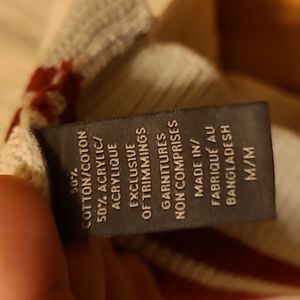 50%
COTTON/COTON
50% ACRYLIC/
ACRYLIQUE
EXCLUSIVE
OF TRIMMINGS
GARNITURES
NON COMPRISES
MADE IN/
FABRIQUÉ AU
BANGLADESH
M/M